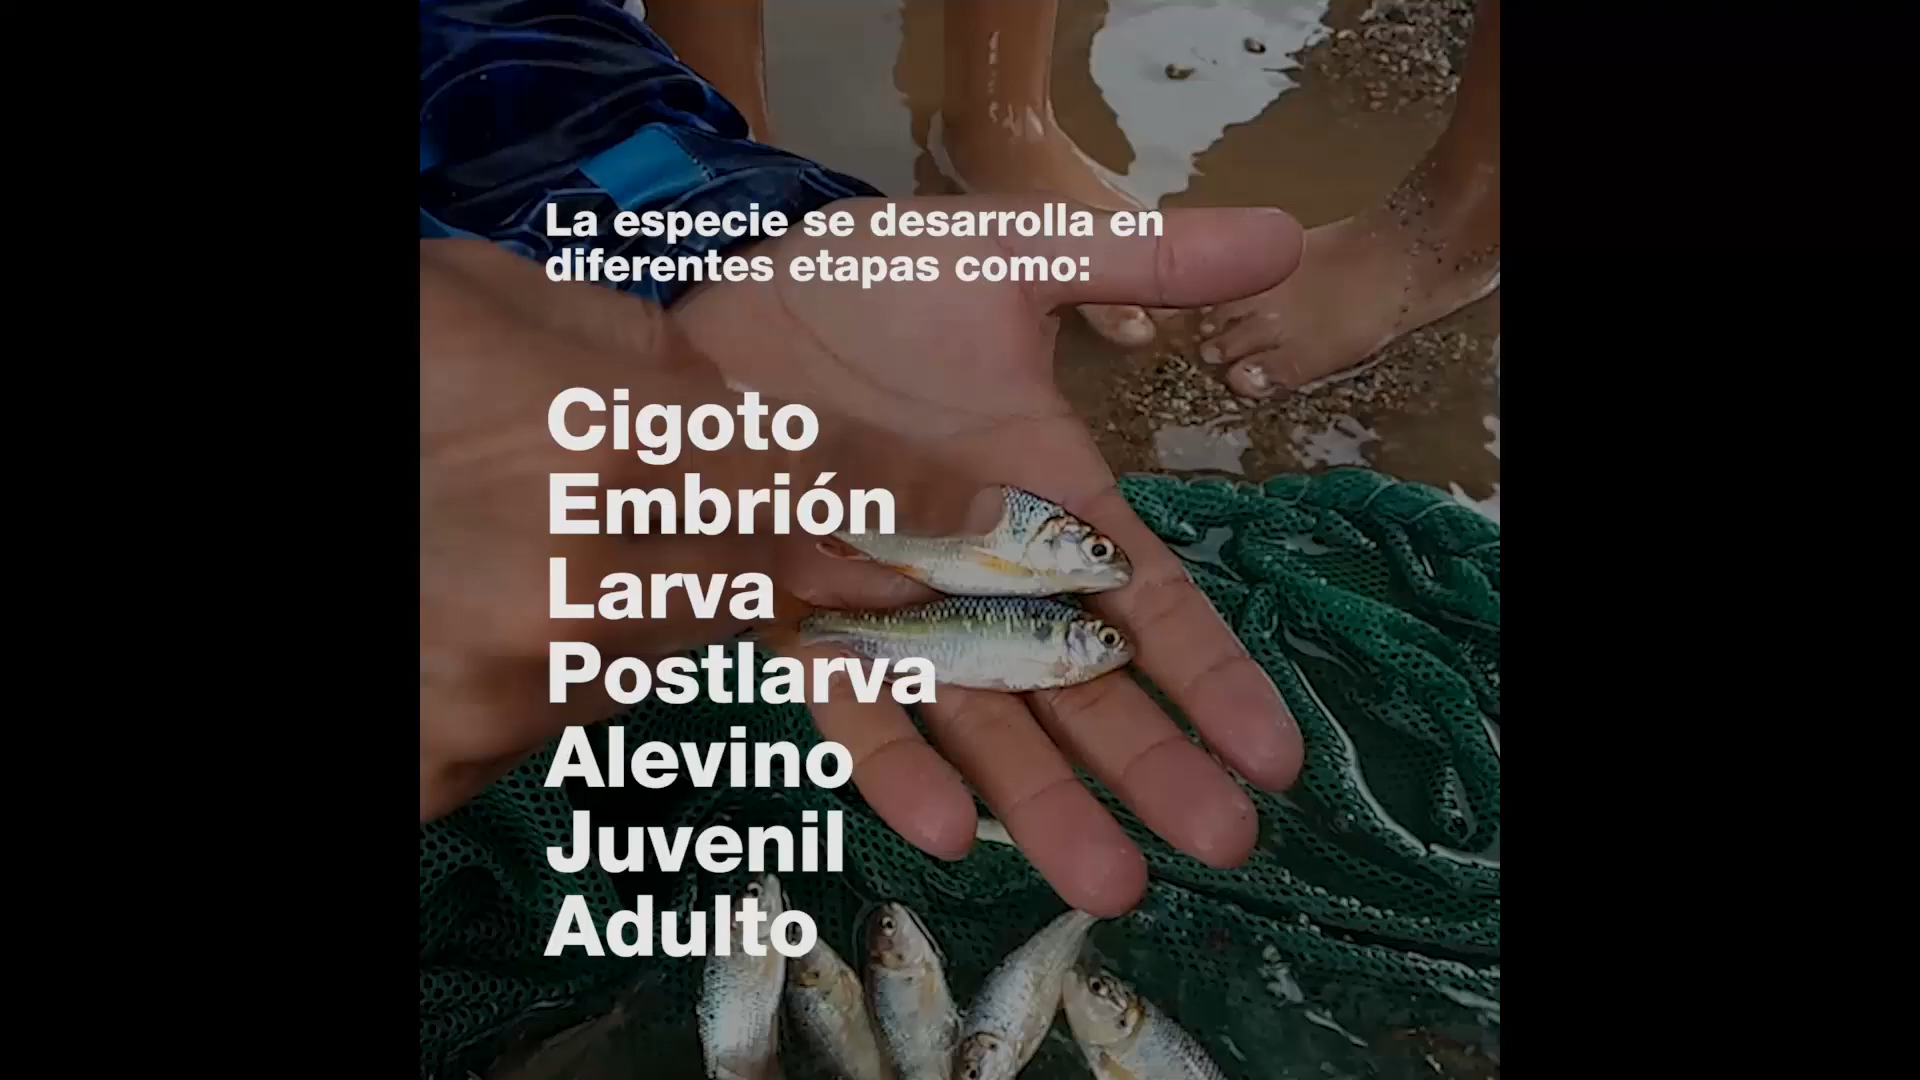 La especie se desarrolla en
diferentes etapas como:
Cigoto
Embrión
Larva
Postlarva
Alevino
Juvenil
Adulto